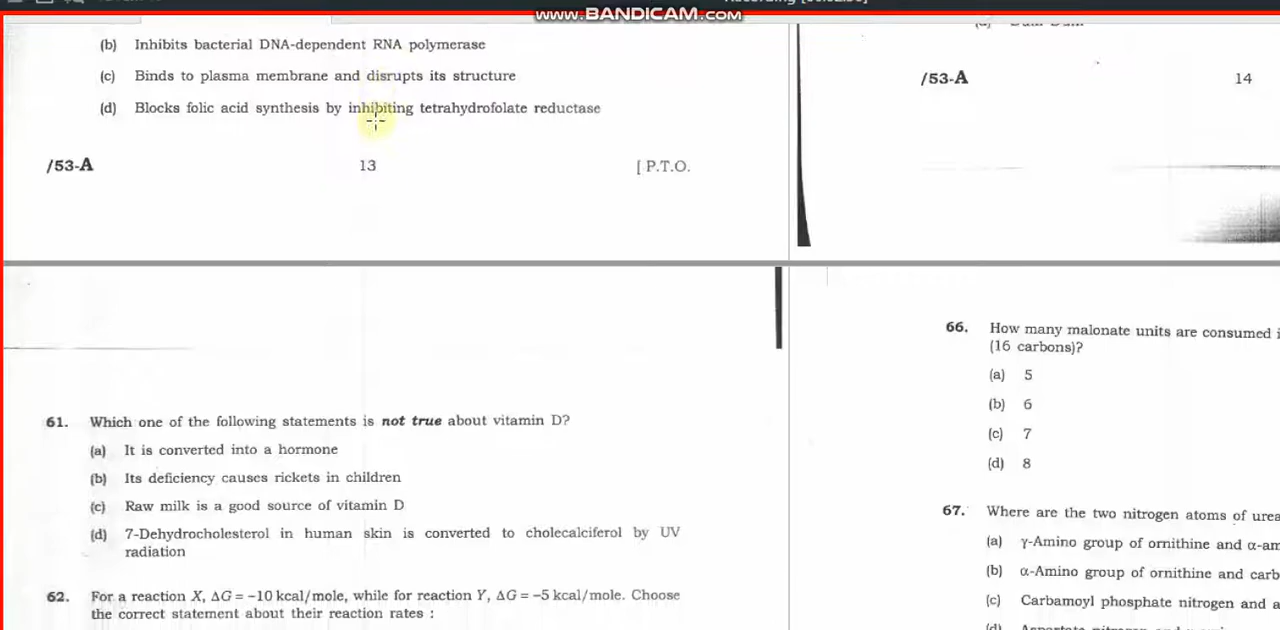 www.BANDICAM.com
(b) Inhibits bacterial DNA-dependent RNA polymerase
(c) Binds to plasma membrane and disrupts its structure
(d) Blocks folic acid synthesis by inhibiting tetrahydrofolate reductase
/53-A 13 [ P.T.O.
/53-A 14
61. Which one of the following statements is not true about vitamin D?
(a) It is converted into a hormone
(b) Its deficiency causes rickets in children
(c) Raw milk is a good source of vitamin D
(d) 7-Dehydrocholesterol in human skin is converted to cholecalciferol by UV
radiation
62. For a reaction X, ΔG = −10 kcal/mole, while for reaction Y, ΔG = −5 kcal/mole. Choose
the correct statement about their reaction rates :
66. How many malonate units are consumed
(16 carbons)?
(a) 5
(b) 6
(c) 7
(d) 8
67. Where are the two nitrogen atoms of urea
(a) γ-Amino group of ornithine and α-am
(b) α-Amino group of ornithine and carb
(c) Carbamoyl phosphate nitrogen and a